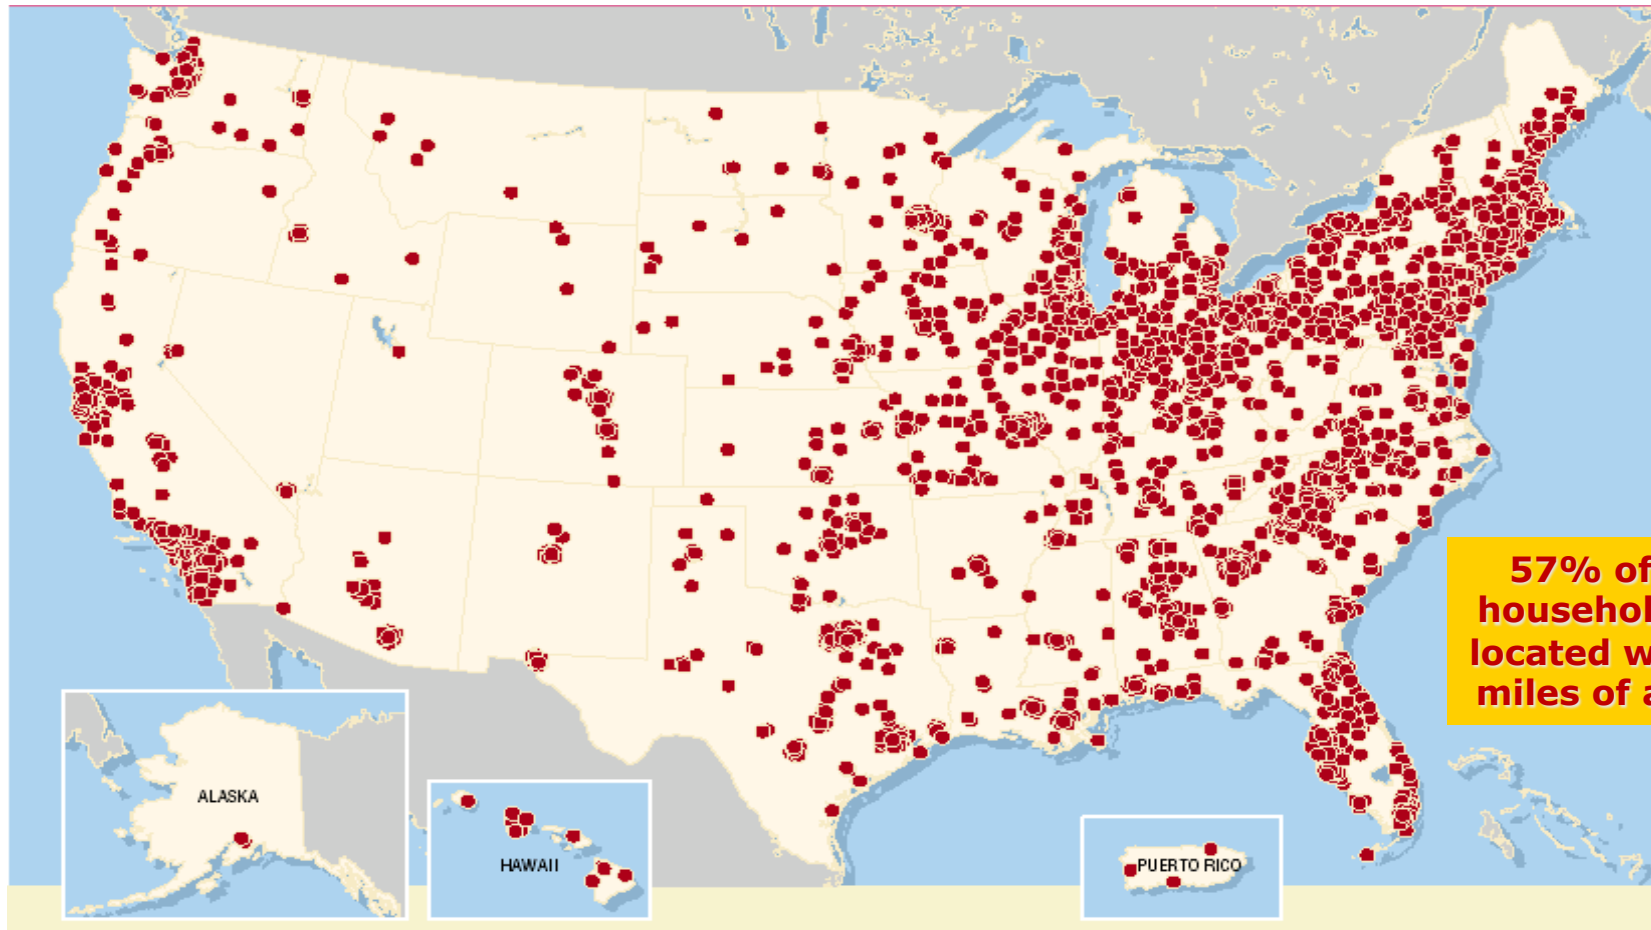 57% of
househol
located w
miles of a
ALASKA
HAWAII
PUERTO RICO